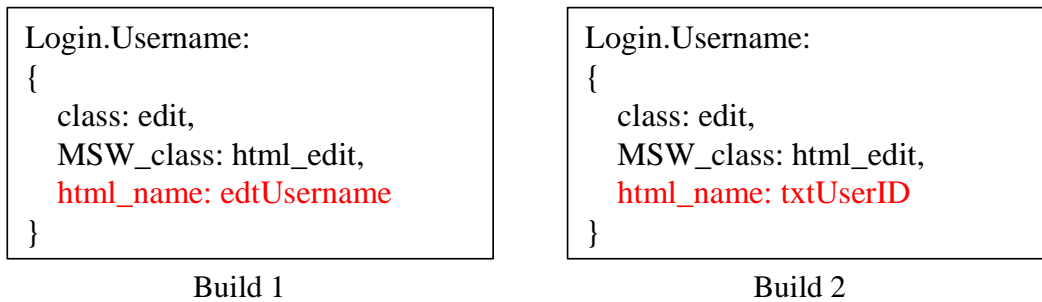 Login.Username:
{
class: edit,
MSW_class: html_edit,
html_name: edtUsername
}
Build 1
Login.Username:
{
class: edit,
MSW_class: html_edit,
html_name: txtUserID
}
Build 2